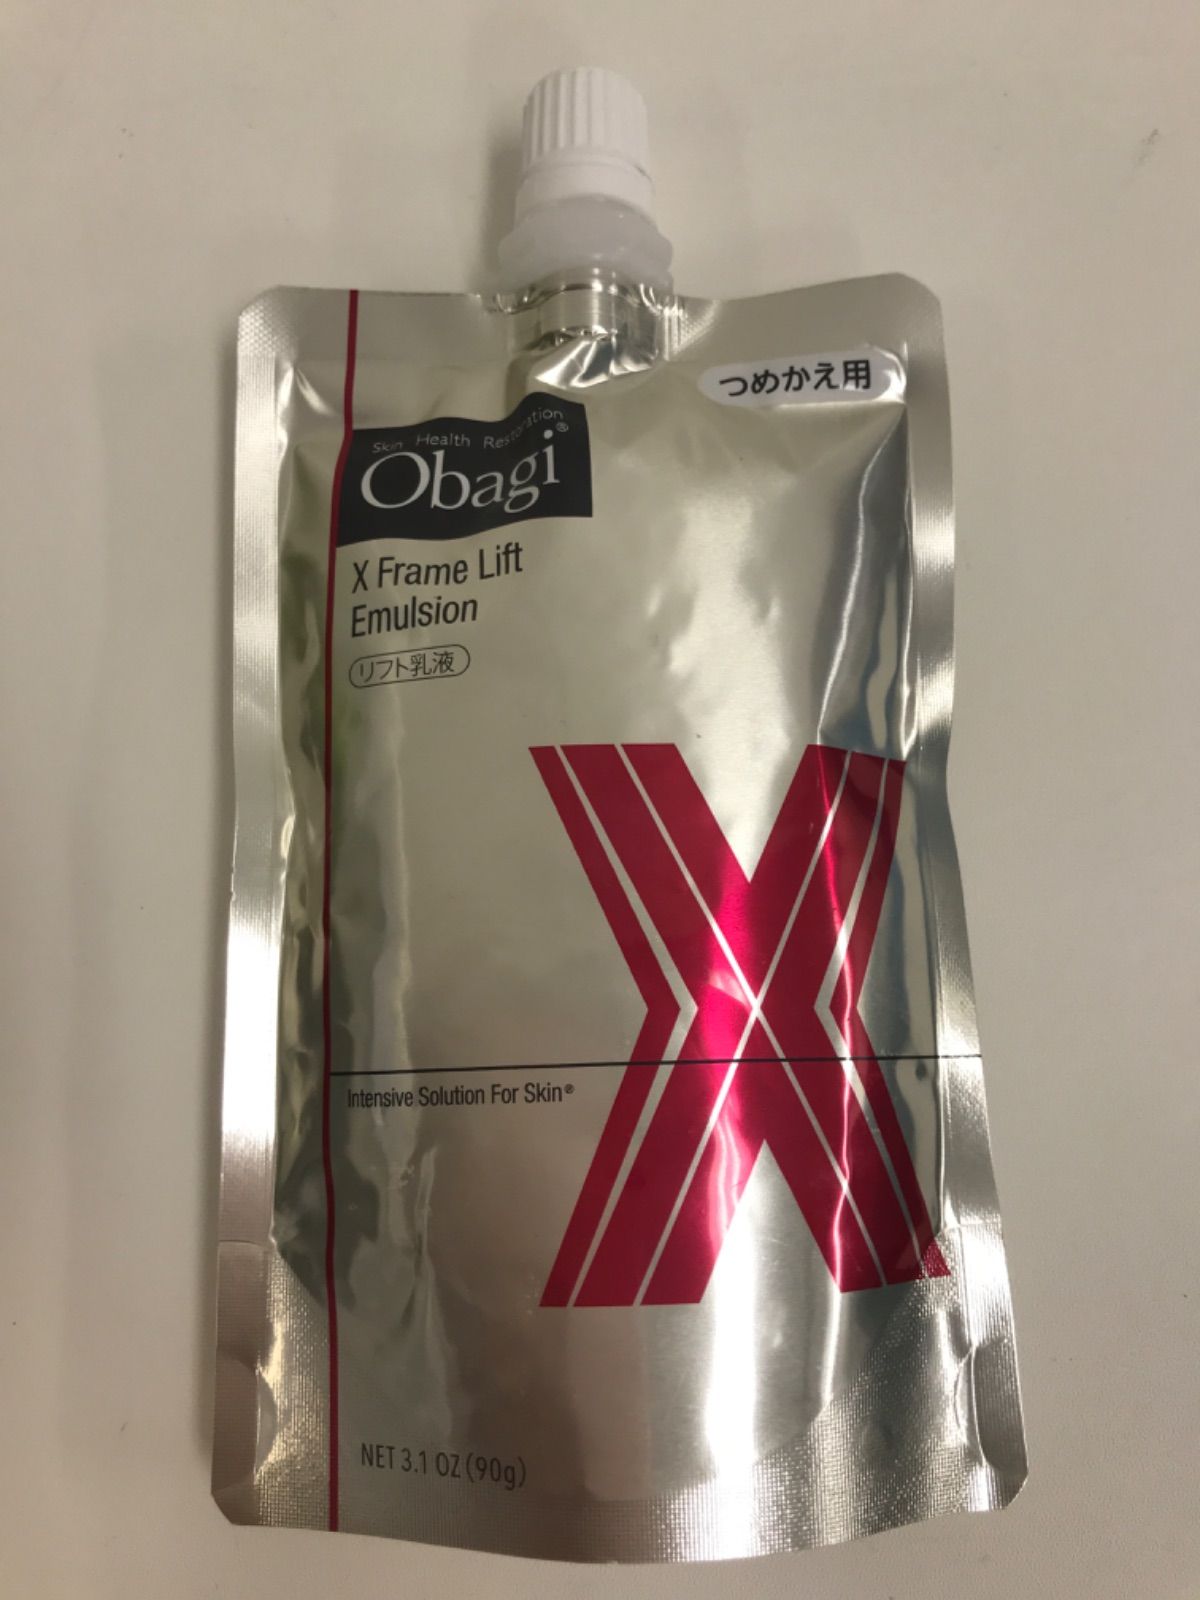 つめかえ用
Skin Health Restoration
Obagi®
X Frame Lift
Emulsion
リフト乳液
X
Intensive Solution For Skin®
NET 3.1 OZ (90g)